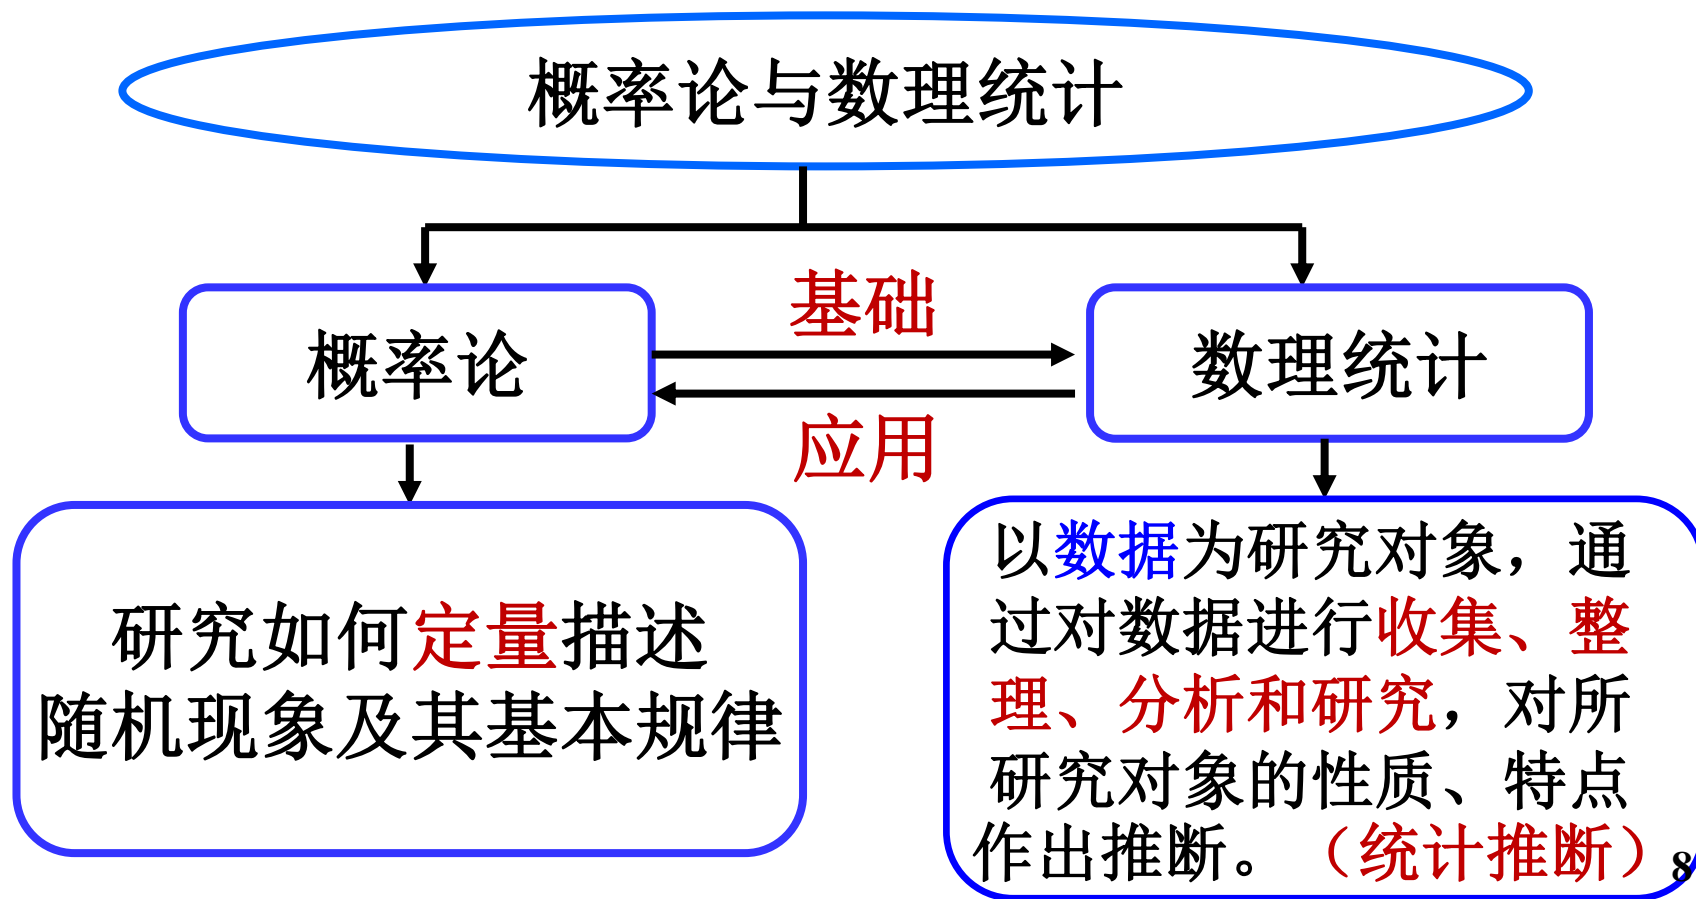 概率论与数理统计
概率论
基础
应用
数理统计
研究如何定量描述
随机现象及其基本规律
以数据为研究对象，通
过对数据进行收集、整
理、分析和研究，对所
研究对象的性质、特点
作出推断。（统计推断）
8